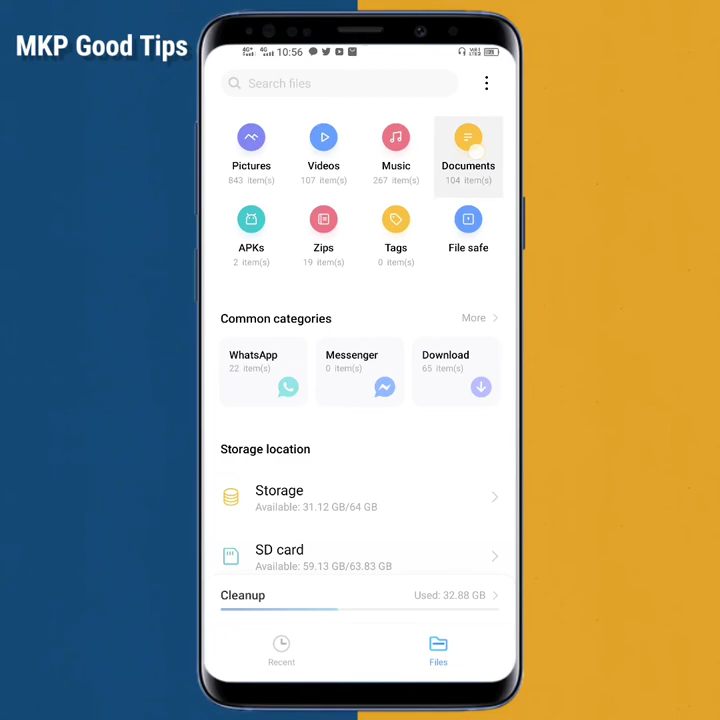 MKP Good Tips
4G+ 4G 10:56
Search files
Pictures Videos Music Documents
843 item(s) 107 item(s) 267 item(s) 104 item(s)
APKs Zips Tags File safe
2 item(s) 19 item(s) 0 item(s)
Common categories More
WhatsApp Messenger Download
22 item(s) 0 item(s) 65 item(s)
Storage location
Storage
Available: 31.12 GB/64 GB
SD card
Available: 59.13 GB/63.83 GB
Cleanup Used: 32.88 GB
Recent Files